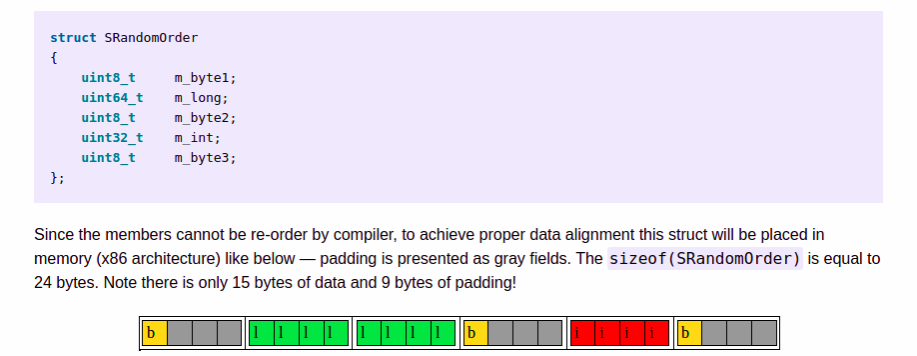 struct SRandomOrder
{
uint8_t m_byte1;
uint64_t m_long;
uint8_t m_byte2;
uint32_t m_int;
uint8_t m_byte3;
};
Since the members cannot be re-order by compiler, to achieve proper data alignment this struct will be placed in
memory (x86 architecture) like below — padding is presented as gray fields. The sizeof(SRandomOrder) is equal to
24 bytes. Note there is only 15 bytes of data and 9 bytes of padding!
b l l l l l l l l b i i i i b